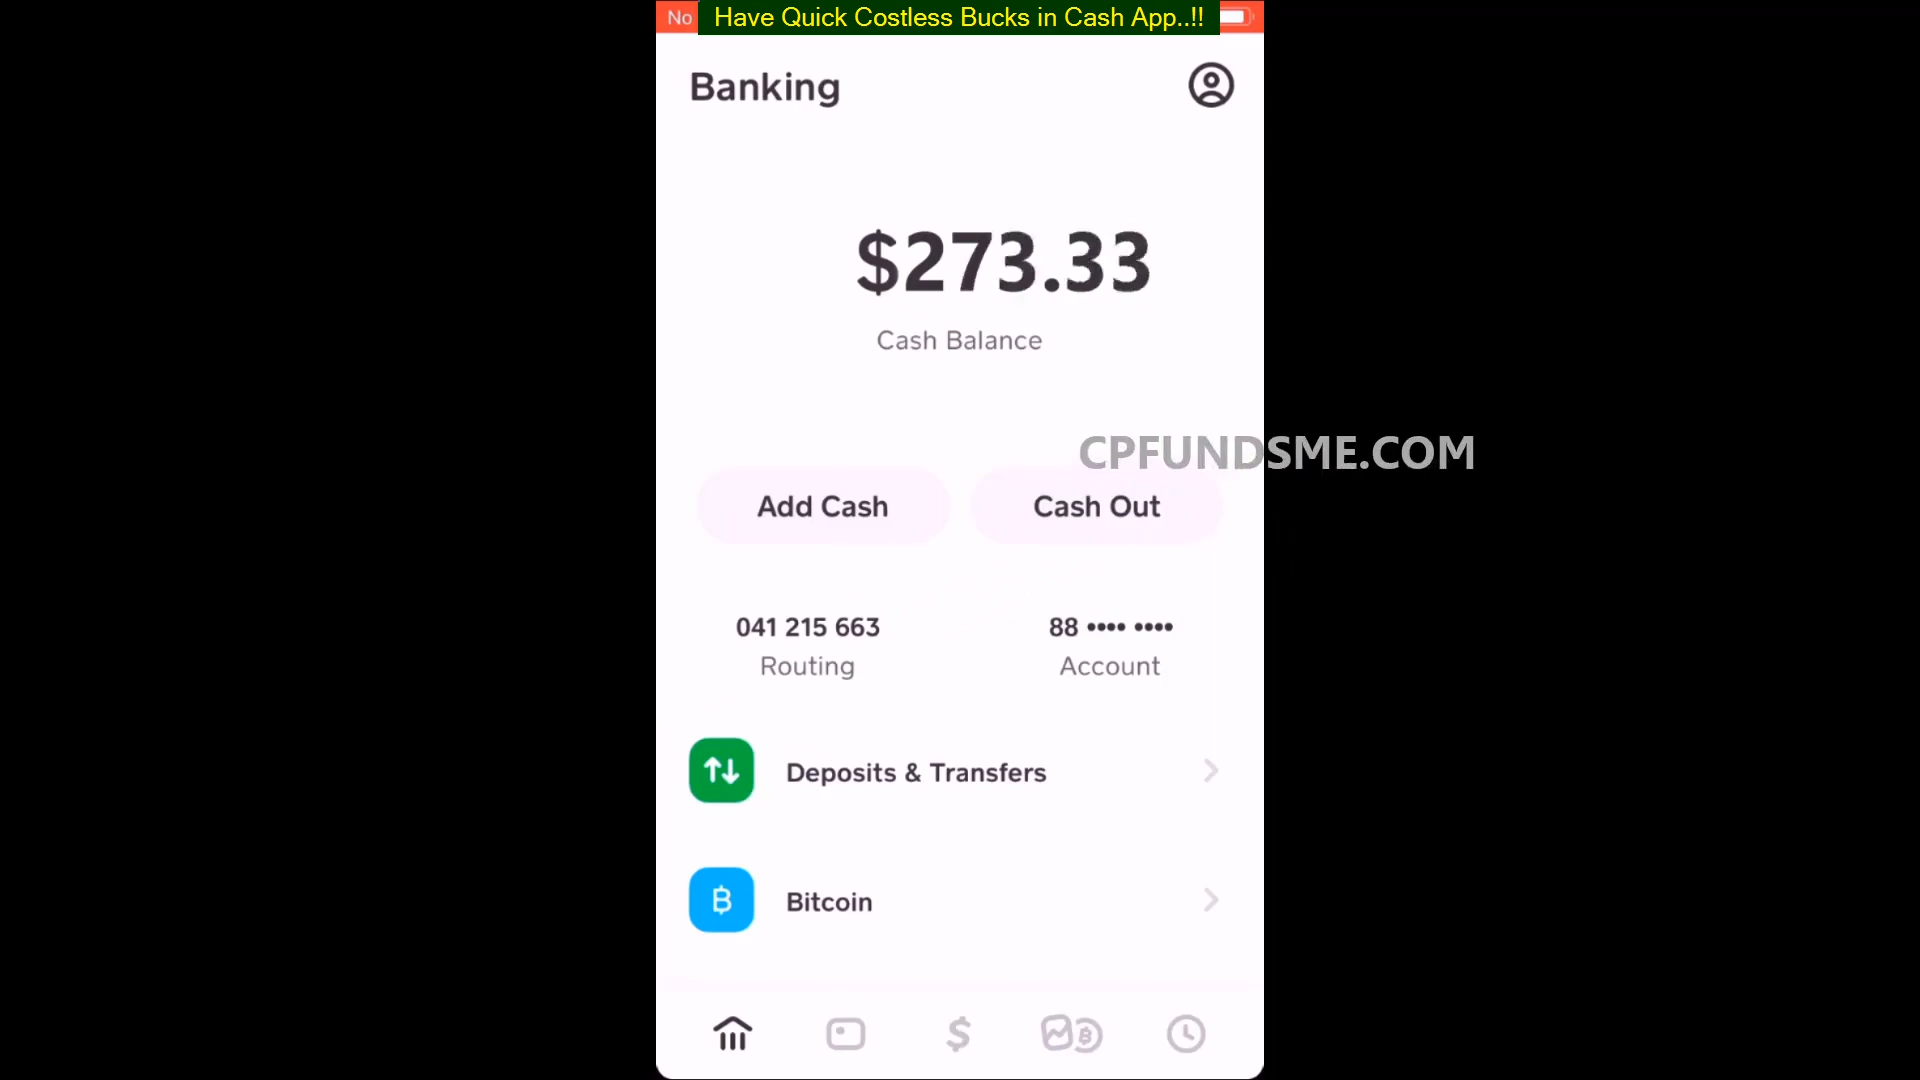 No
Have Quick Costless Bucks in Cash App..!!
Banking
$273.33
Cash Balance
CPFUNDSME.COM
Add Cash
Cash Out
041 215 663
88 •••• ••••
Routing
Account
Deposits & Transfers
Bitcoin